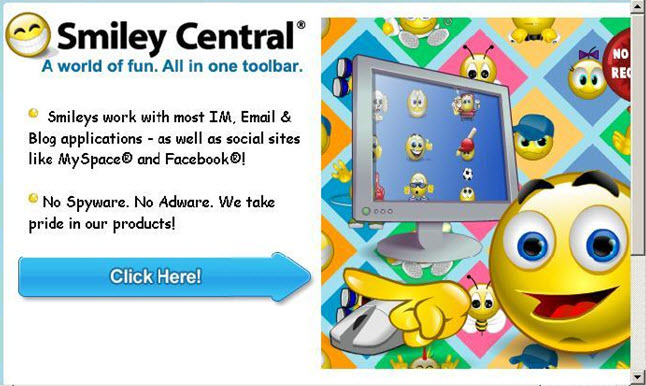 Smiley Central®
A world of fun. All in one toolbar.
Smileys work with most IM, Email &
Blog applications - as well as social sites
like MySpace® and Facebook®!
No Spyware. No Adware. We take
pride in our products!
Click Here!
NO